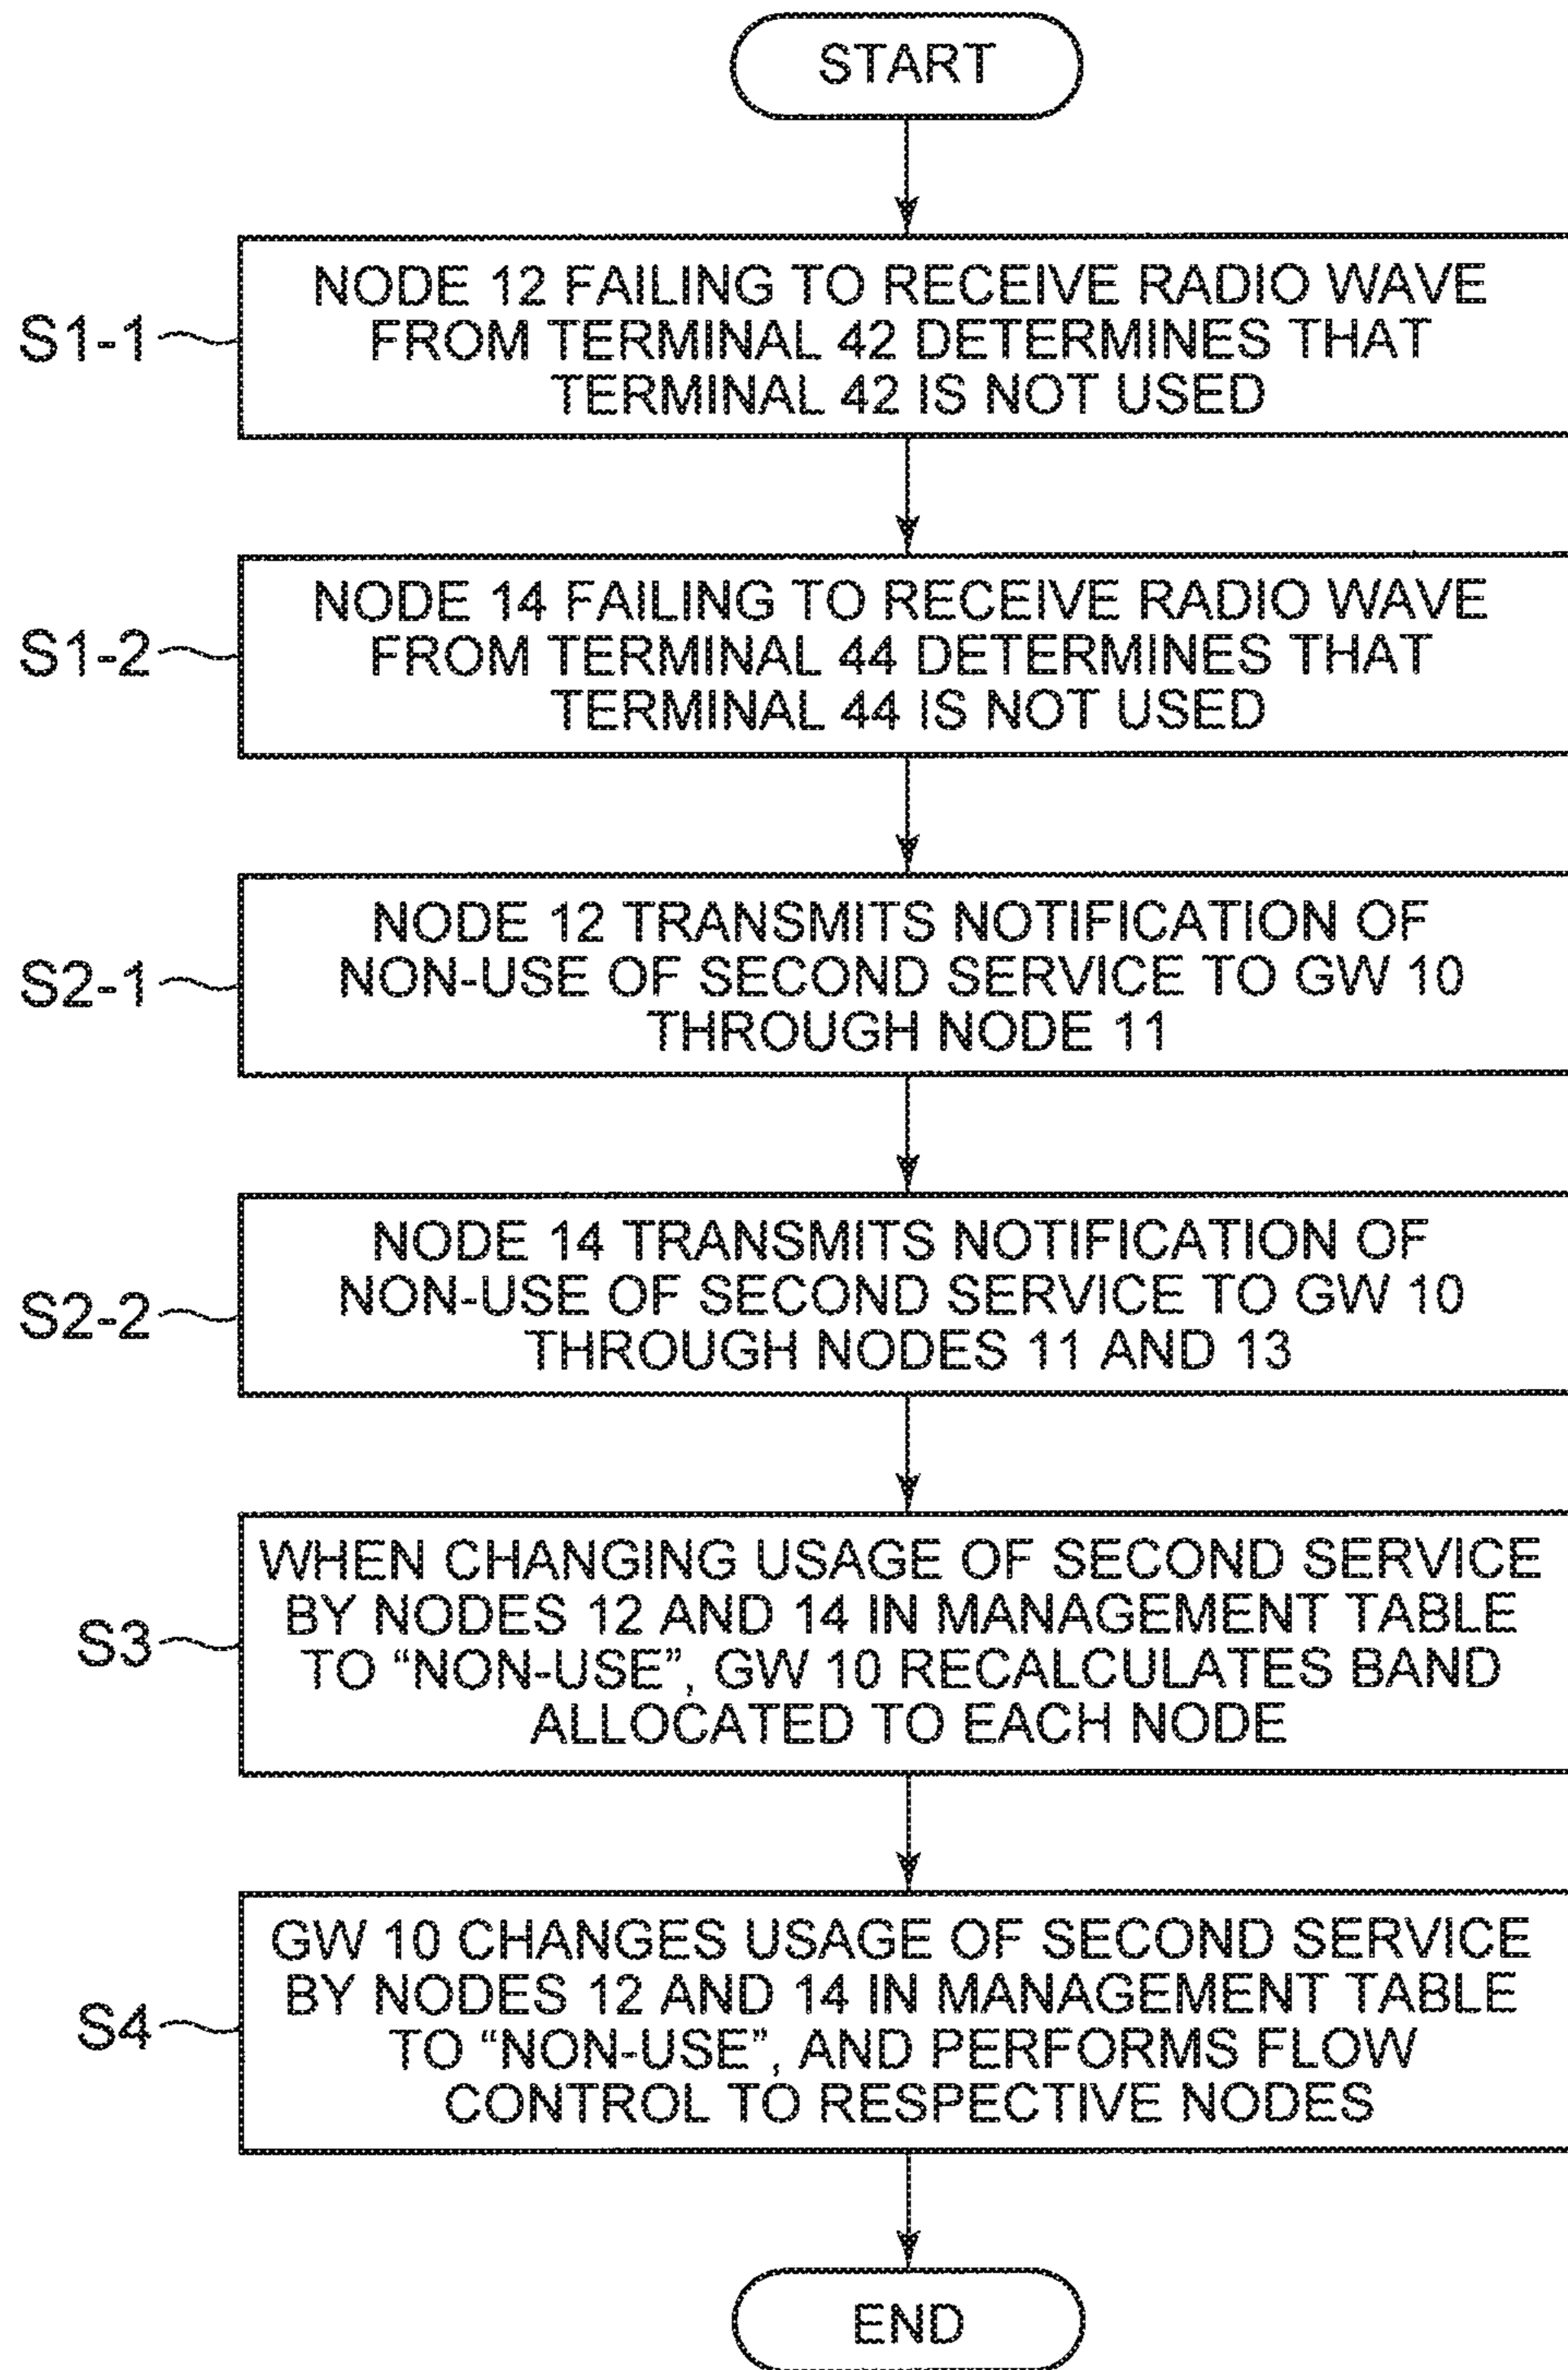 START
S1-1
NODE 12 FAILING TO RECEIVE RADIO WAVE
FROM TERMINAL 42 DETERMINES THAT
TERMINAL 42 IS NOT USED
S1-2
NODE 14 FAILING TO RECEIVE RADIO WAVE
FROM TERMINAL 44 DETERMINES THAT
TERMINAL 44 IS NOT USED
S2-1
NODE 12 TRANSMITS NOTIFICATION OF
NON-USE OF SECOND SERVICE TO GW 10
THROUGH NODE 11
S2-2
NODE 14 TRANSMITS NOTIFICATION OF
NON-USE OF SECOND SERVICE TO GW 10
THROUGH NODES 11 AND 13
S3
WHEN CHANGING USAGE OF SECOND SERVICE
BY NODES 12 AND 14 IN MANAGEMENT TABLE
TO “NON-USE”, GW 10 RECALCULATES BAND
ALLOCATED TO EACH NODE
S4
GW 10 CHANGES USAGE OF SECOND SERVICE
BY NODES 12 AND 14 IN MANAGEMENT TABLE
TO “NON-USE”, AND PERFORMS FLOW
CONTROL TO RESPECTIVE NODES
END